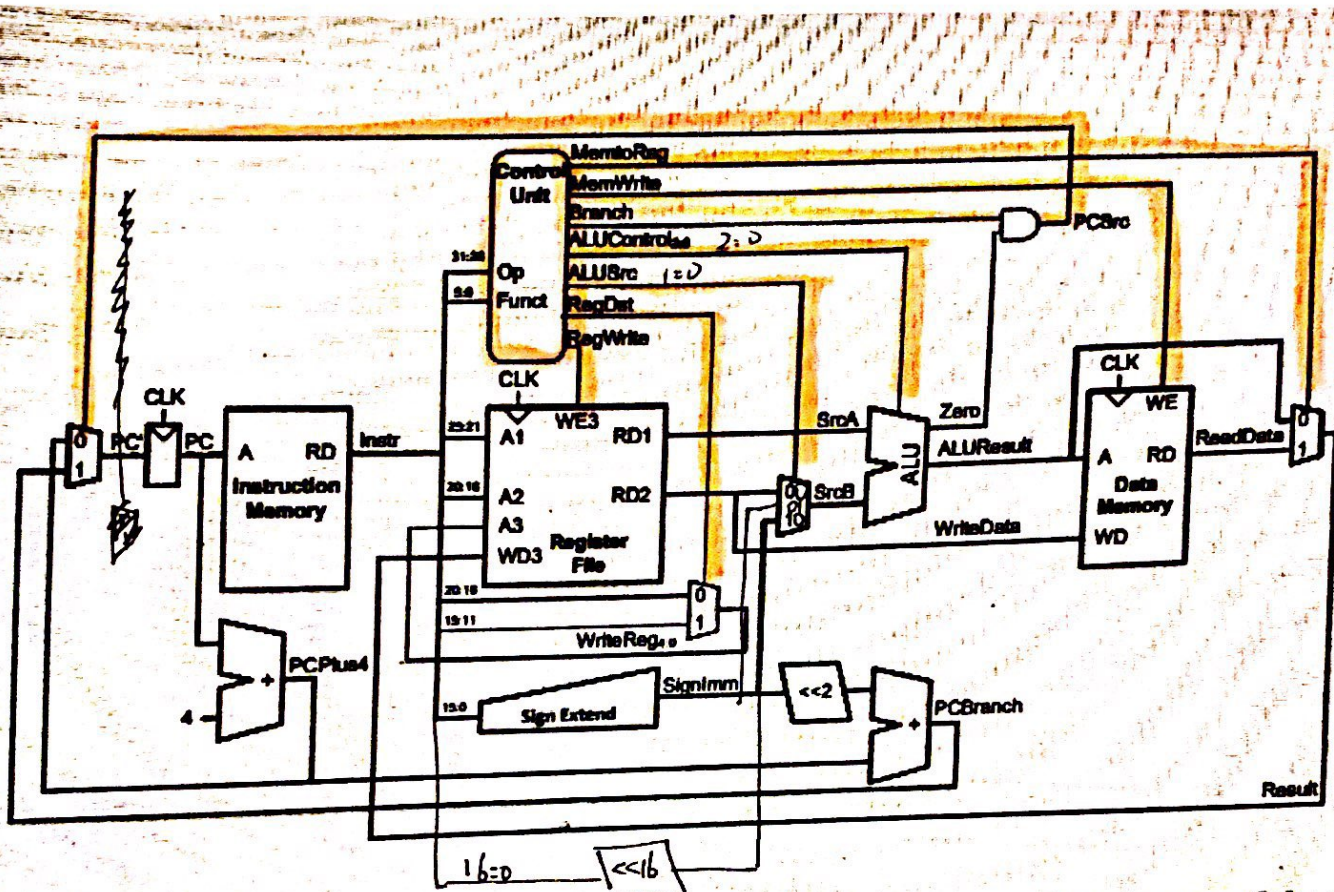 MemtoReg
Control
Unit
MemWrite
Branch
PCSrc
ALUControl 2=0
31:26
Op
ALUSrc 1=0
5:0
Funct
RegDst
RegWrite
CLK
CLK
CLK
0
1
PC'
PC
A RD
Instruction
Memory
Instr
25:21
A1
WE3
RD1
SrcA
20:16
A2
RD2
A3
WD3
Register
File
0
10
SrcB
ALU
Zero
ALUResult
WriteData
WE
A RD
Data
Memory
WD
ReadData
0
1
20:16
0
15:11
1
WriteReg4:0
PCPlus4
+
4
SignImm
15:0
Sign Extend
<<2
+
PCBranch
Result
16=0
<<16